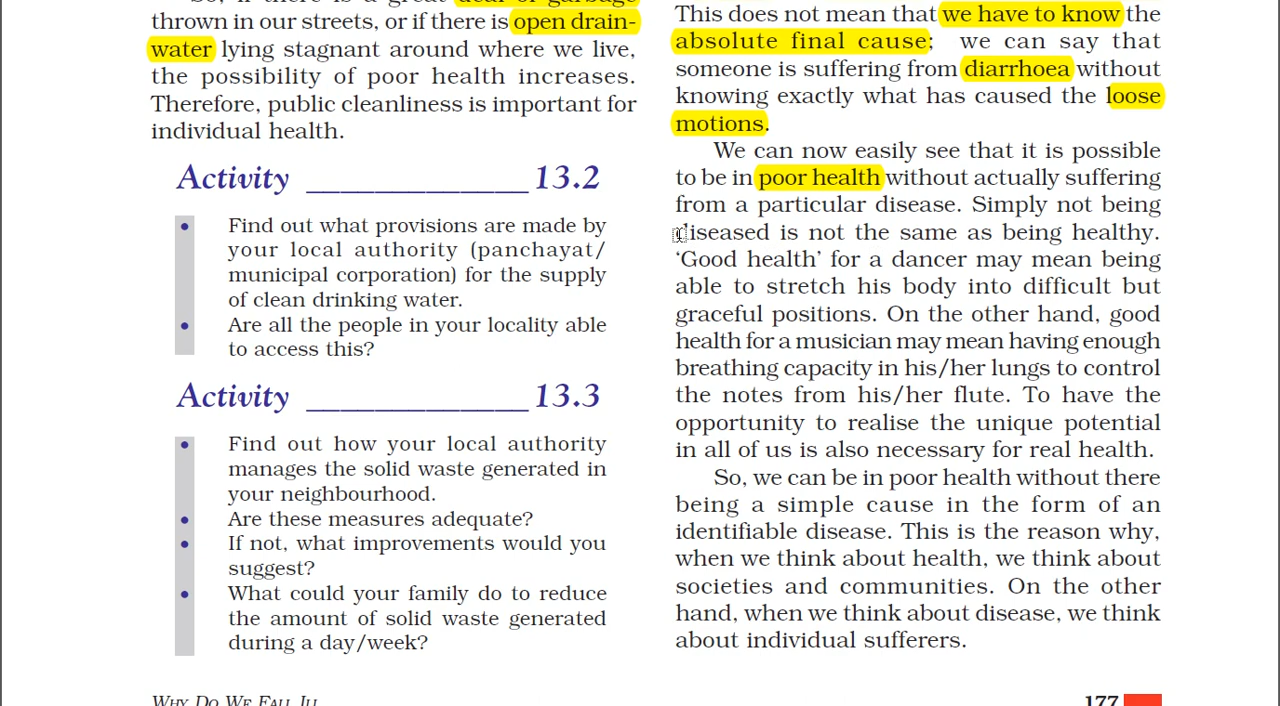 thrown in our streets, or if there is open drain-
water lying stagnant around where we live,
the possibility of poor health increases.
Therefore, public cleanliness is important for
individual health.
Activity _____________ 13.2
• Find out what provisions are made by
your local authority (panchayat/
municipal corporation) for the supply
of clean drinking water.
• Are all the people in your locality able
to access this?
Activity _____________ 13.3
• Find out how your local authority
manages the solid waste generated in
your neighbourhood.
• Are these measures adequate?
• If not, what improvements would you
suggest?
• What could your family do to reduce
the amount of solid waste generated
during a day/week?
This does not mean that we have to know the
absolute final cause; we can say that
someone is suffering from diarrhoea without
knowing exactly what has caused the loose
motions.
We can now easily see that it is possible
to be in poor health without actually suffering
from a particular disease. Simply not being
diseased is not the same as being healthy.
‘Good health’ for a dancer may mean being
able to stretch his body into difficult but
graceful positions. On the other hand, good
health for a musician may mean having enough
breathing capacity in his/her lungs to control
the notes from his/her flute. To have the
opportunity to realise the unique potential
in all of us is also necessary for real health.
So, we can be in poor health without there
being a simple cause in the form of an
identifiable disease. This is the reason why,
when we think about health, we think about
societies and communities. On the other
hand, when we think about disease, we think
about individual sufferers.
WHY DO WE FALL ILL
177